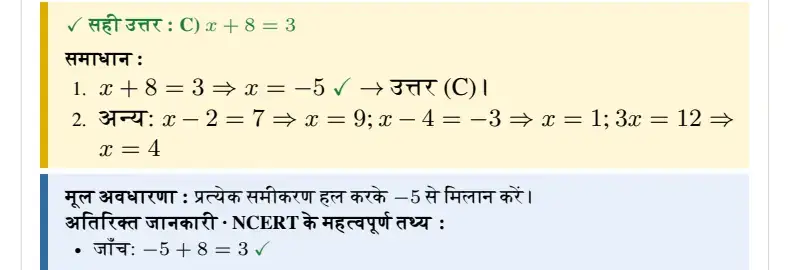 ✓ सही उत्तर : C) x + 8 = 3
समाधान :
1. x + 8 = 3 ⇒ x = −5 ✓ → उत्तर (C)।
2. अन्य: x − 2 = 7 ⇒ x = 9; x − 4 = −3 ⇒ x = 1; 3x = 12 ⇒
x = 4
मूल अवधारणा : प्रत्येक समीकरण हल करके −5 से मिलान करें।
अतिरिक्त जानकारी · NCERT के महत्वपूर्ण तथ्य :
• जाँच: −5 + 8 = 3 ✓